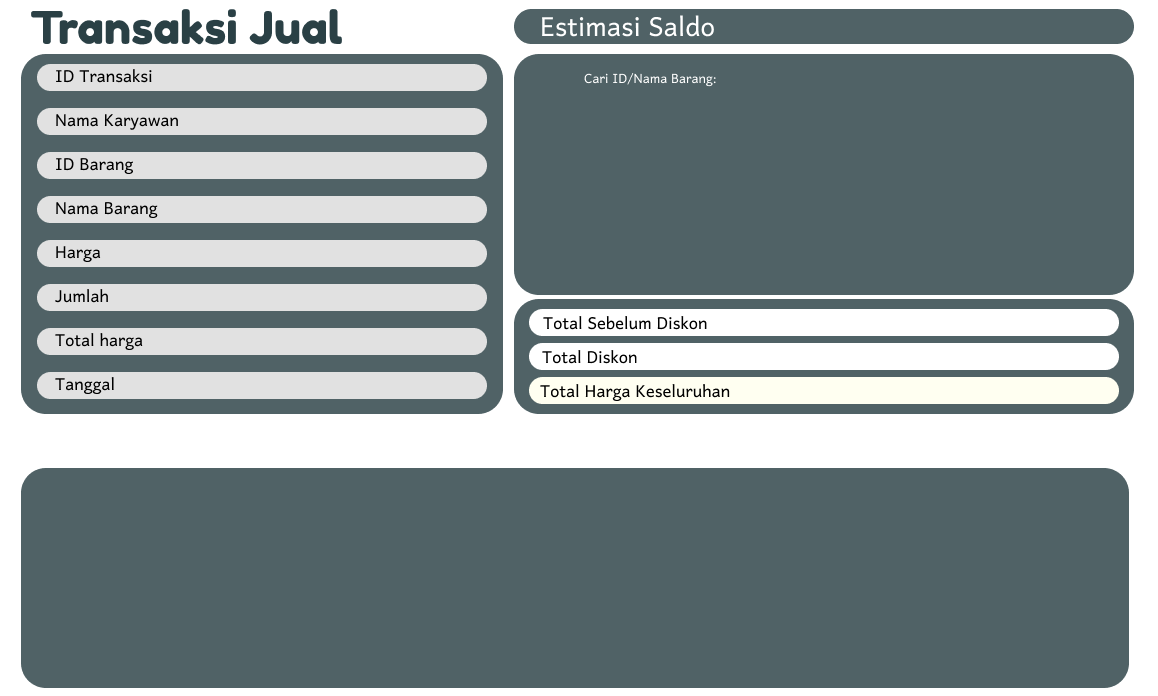 Transaksi Jual
Estimasi Saldo
ID Transaksi
Nama Karyawan
ID Barang
Nama Barang
Harga
Jumlah
Total harga
Tanggal
Cari ID/Nama Barang:
Total Sebelum Diskon
Total Diskon
Total Harga Keseluruhan